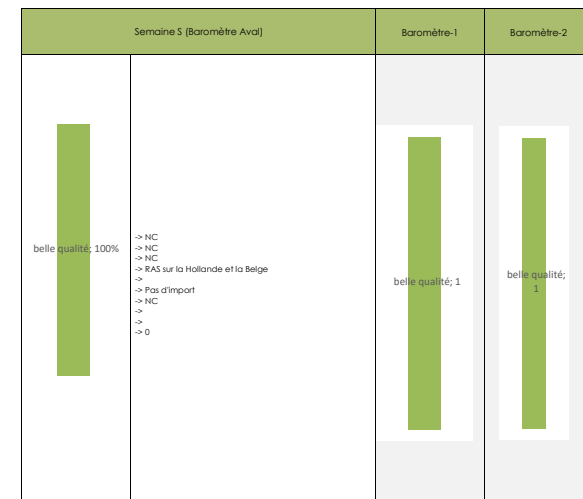 Semaine S (Baromètre Aval)
Baromètre-1
Baromètre-2
belle qualité; 100%
-> NC
-> NC
-> NC
-> RAS sur la Hollande et la Belge
->
-> Pas d'import
-> NC
->
->
-> 0
belle qualité; 1
belle qualité;
1